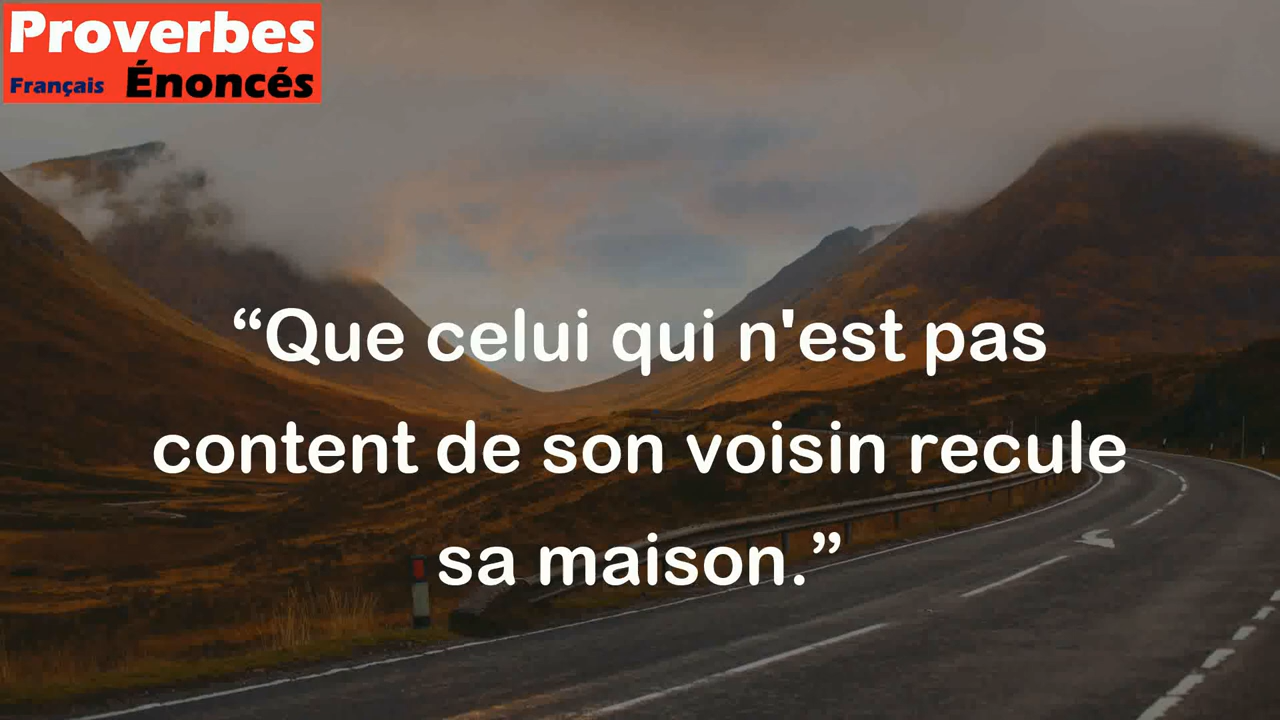 Proverbes
Français Énoncés
“Que celui qui n'est pas
content de son voisin recule
sa maison.”